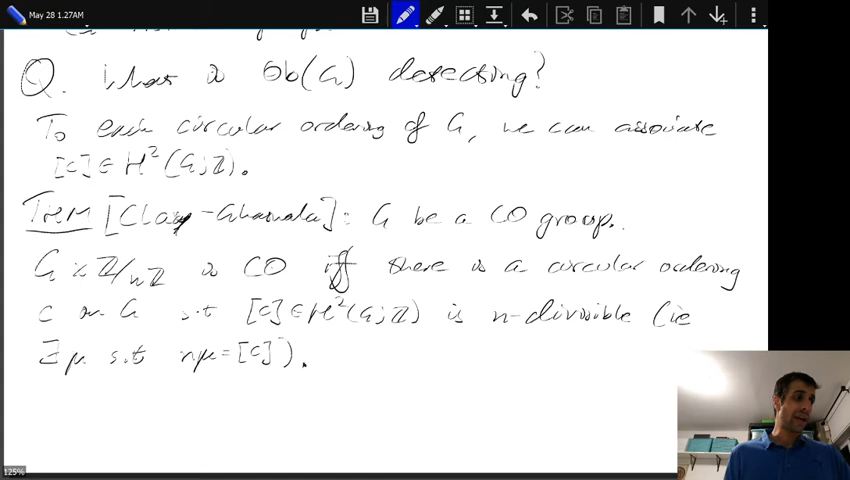 May 28 1:27AM
Q. What is Ob(G) detecting?
To each circular ordering of G, we can associate
[c] ∈ H²(G; ℤ).
THM [Clay-Ghaswala]: G be a CO group.
G × ℤ/nℤ is CO iff there is a circular ordering
c on G s.t [c] ∈ H²(G; ℤ) is n-divisible (ie
∃μ s.t nμ = [c]).
125%